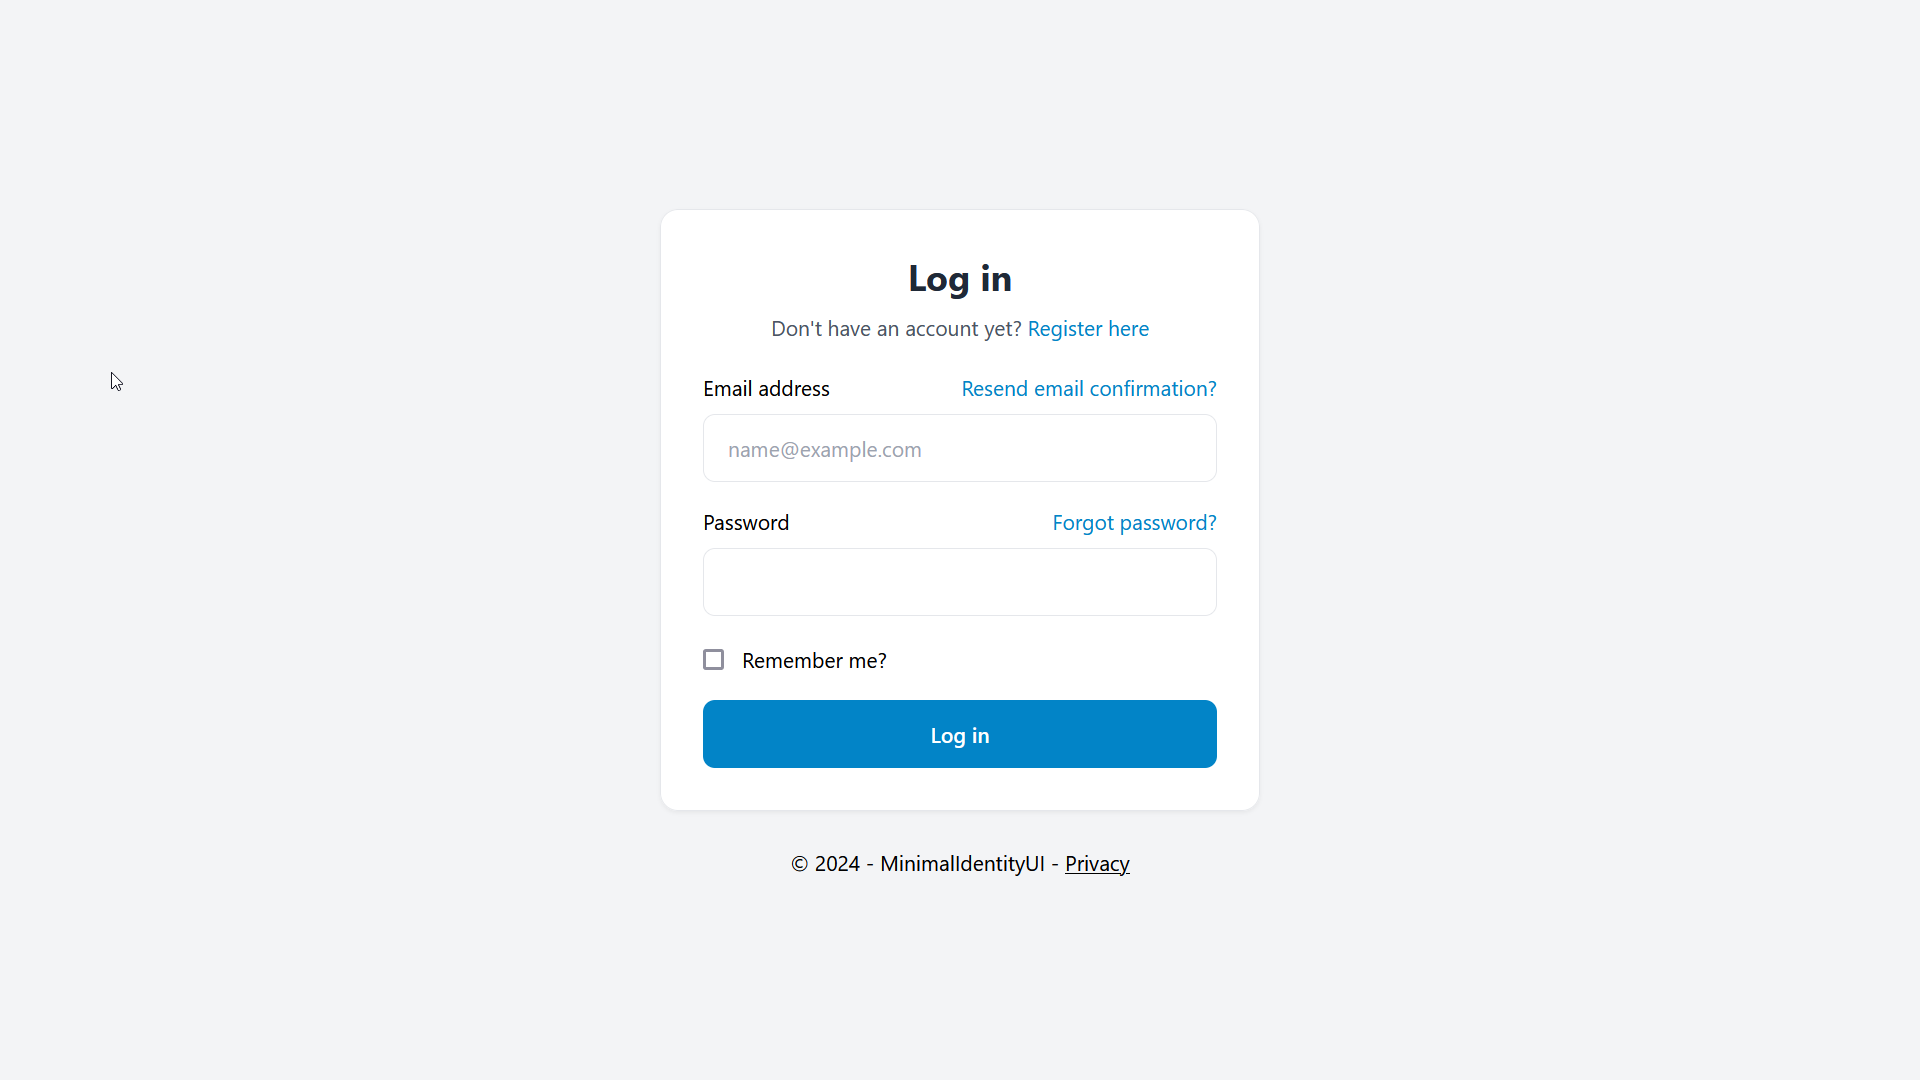 Log in
Don't have an account yet? Register here
Email address Resend email confirmation?
name@example.com
Password Forgot password?
Remember me?
Log in
© 2024 - MinimalIdentityUI - Privacy